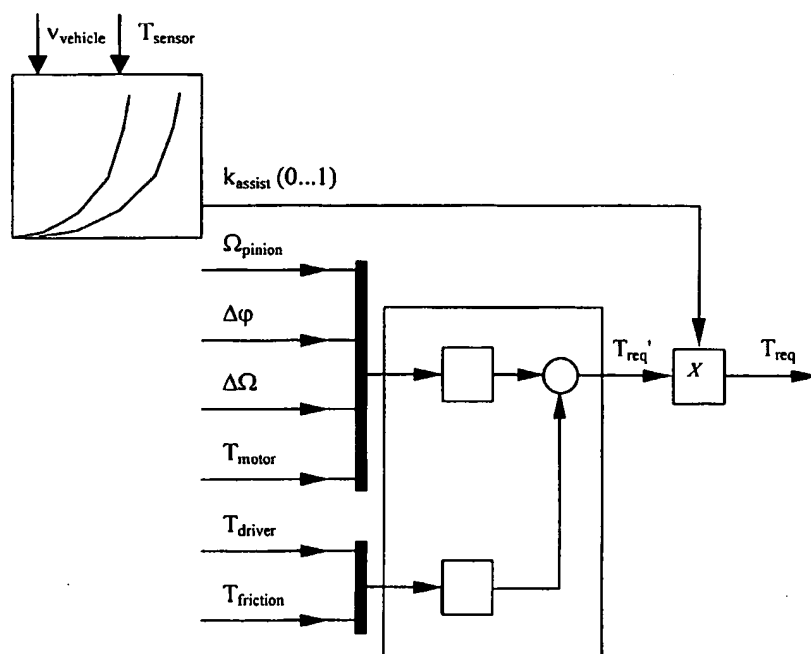 v_vehicle T_sensor
k_assist (0...1)
Ω_pinion
Δφ
T_req' T_req
X
ΔΩ
T_motor
T_driver
T_friction